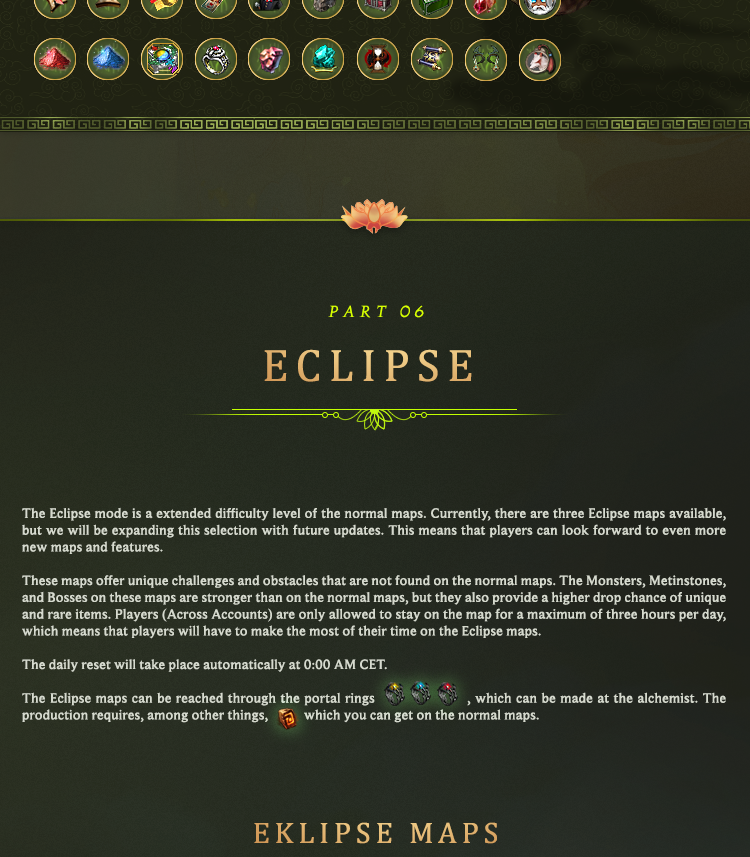 PART 06
ECLIPSE
The Eclipse mode is a extended difficulty level of the normal maps. Currently, there are three Eclipse maps available,
but we will be expanding this selection with future updates. This means that players can look forward to even more
new maps and features.
These maps offer unique challenges and obstacles that are not found on the normal maps. The Monsters, Metinstones,
and Bosses on these maps are stronger than on the normal maps, but they also provide a higher drop chance of unique
and rare items. Players (Across Accounts) are only allowed to stay on the map for a maximum of three hours per day,
which means that players will have to make the most of their time on the Eclipse maps.
The daily reset will take place automatically at 0:00 AM CET.
The Eclipse maps can be reached through the portal rings , which can be made at the alchemist. The
production requires, among other things, which you can get on the normal maps.
EKLIPSE MAPS